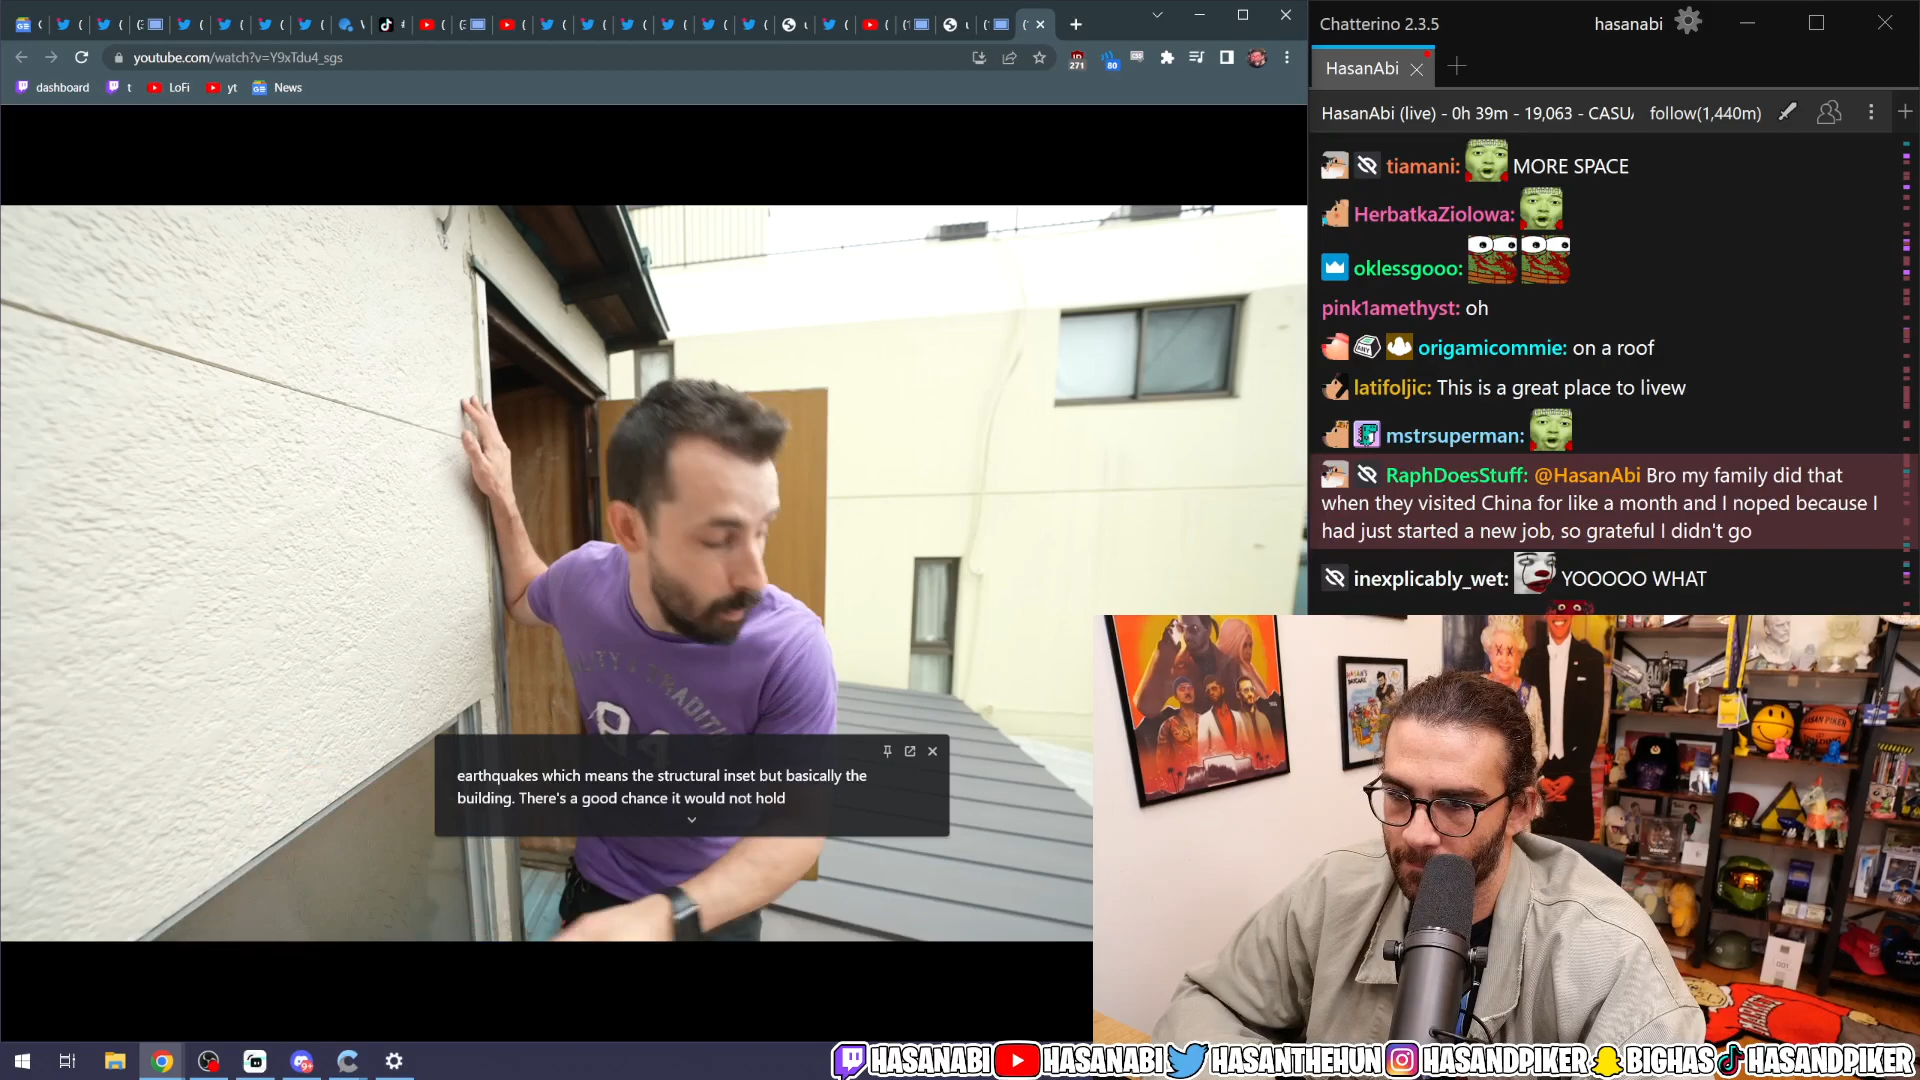 youtube.com/watch?v=Y9xTdu4_sgs
271
80
dashboard
t
LoFi
yt
News
Chatterino 2.3.5
hasanabi
HasanAbi
HasanAbi (live) - 0h 39m - 19,063 - CASU
follow(1,440m)
tiamani: MORE SPACE
HerbatkaZiolowa:
oklessgooo:
pink1amethyst: oh
origamicommie: on a roof
latifoljic: This is a great place to livew
mstrsuperman:
RaphDoesStuff: @HasanAbi Bro my family did that
when they visited China for like a month and I noped because I
had just started a new job, so grateful I didn't go
inexplicably_wet: YOOOOO WHAT
94
earthquakes which means the structural inset but basically the
building. There's a good chance it would not hold
HASANABI HASANABI HASANTHEHUN HASANDPIKER BIGHAS HASANDPIKER